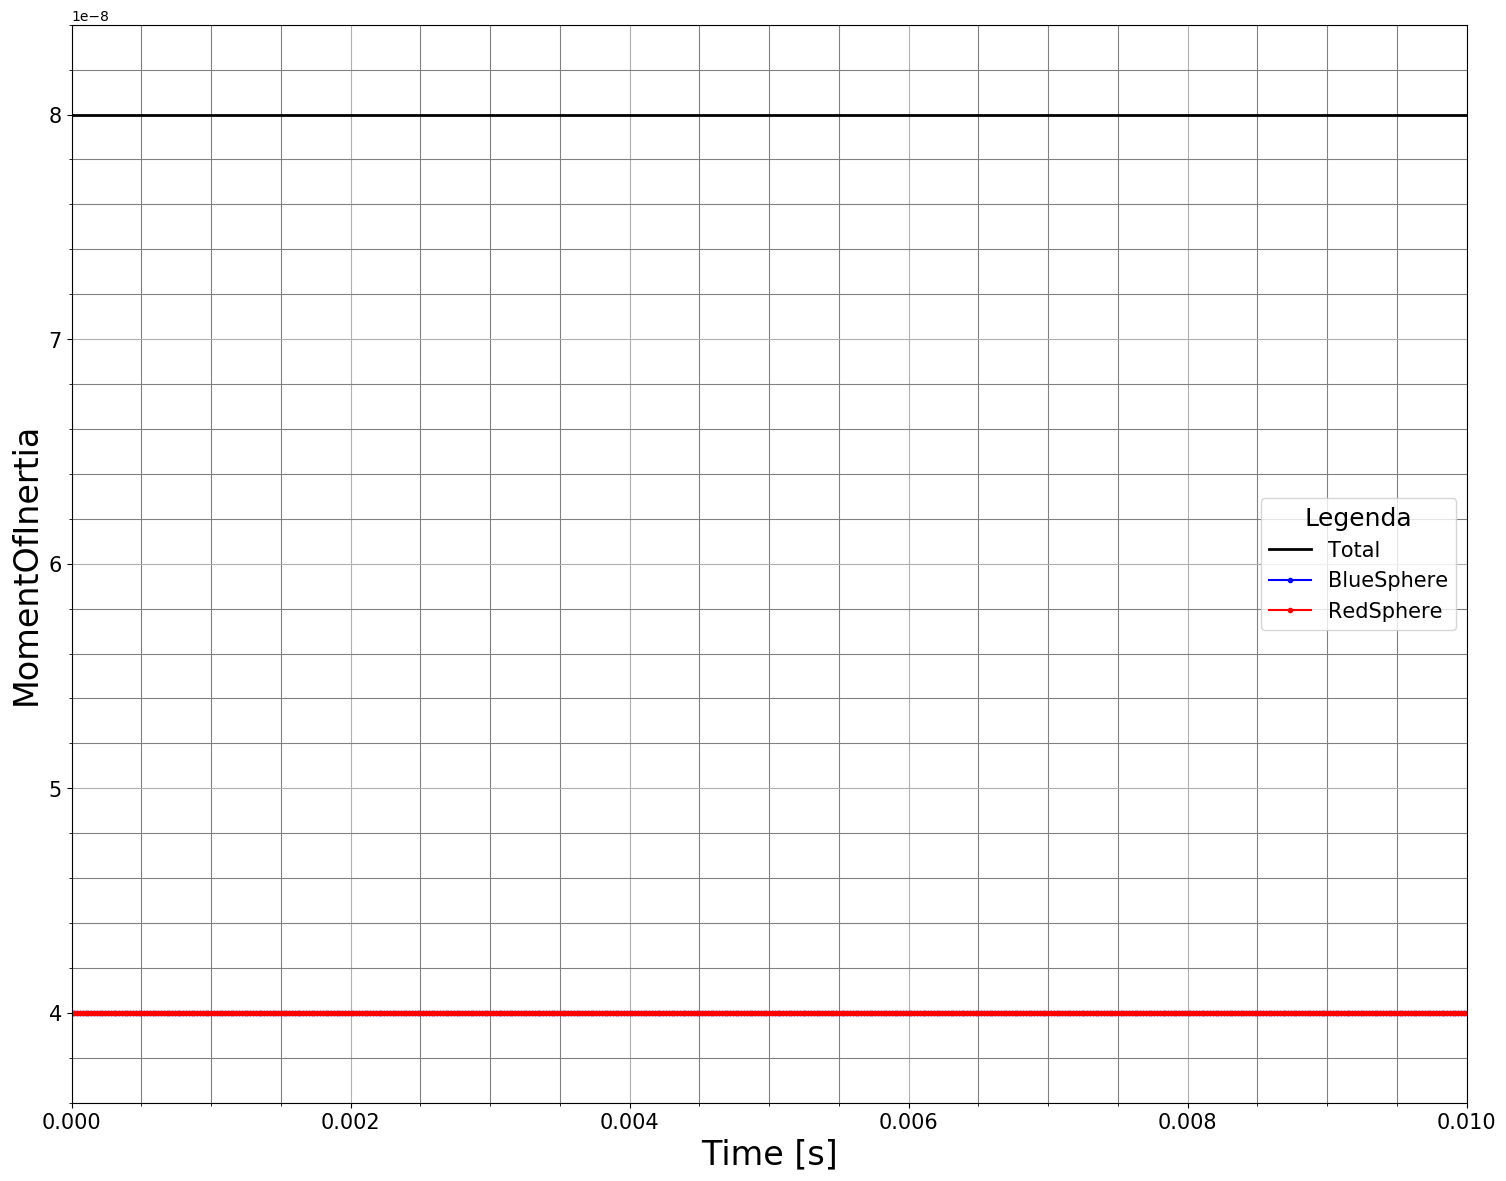 1e−8
8
7
6
5
4
MomentOfInertia
Legenda
Total
BlueSphere
RedSphere
0.000 0.002 0.004 0.006 0.008 0.010
Time [s]